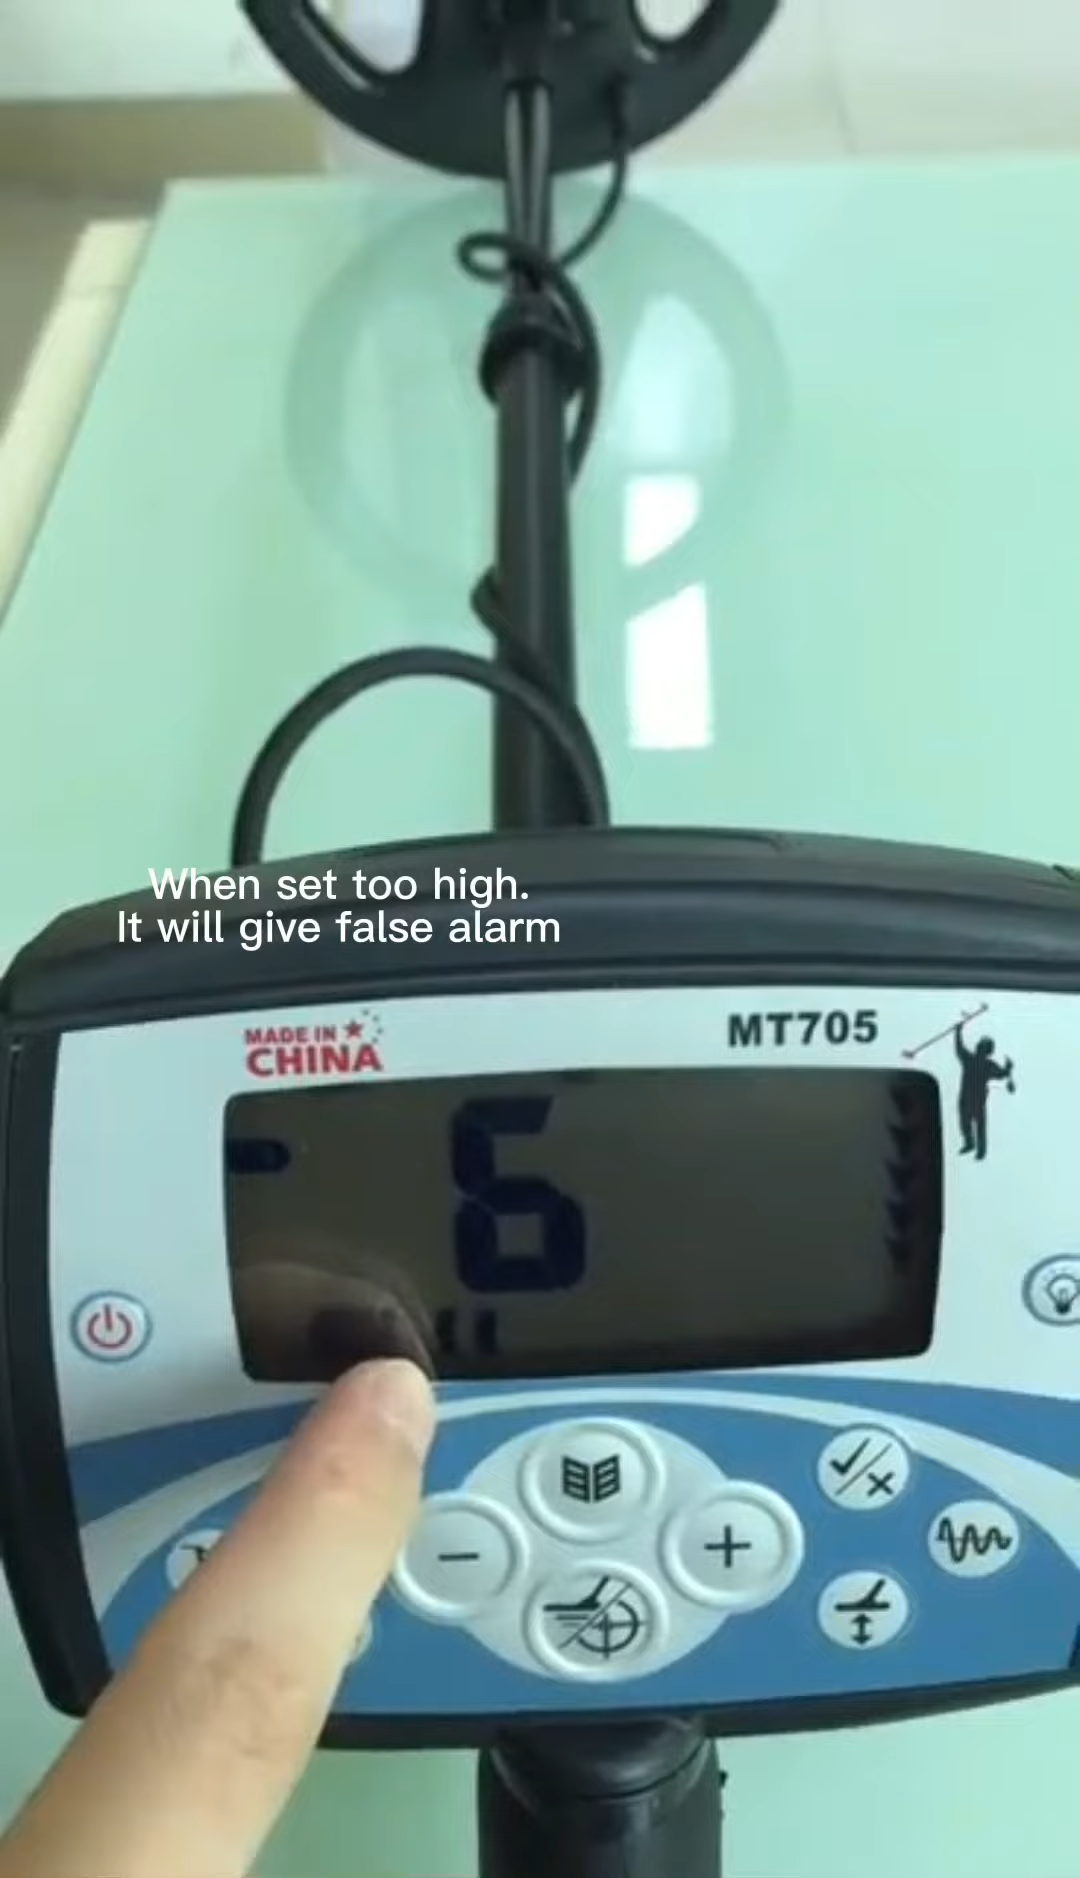 When set too high.
It will give false alarm
MADE IN
CHINA
MT705
6